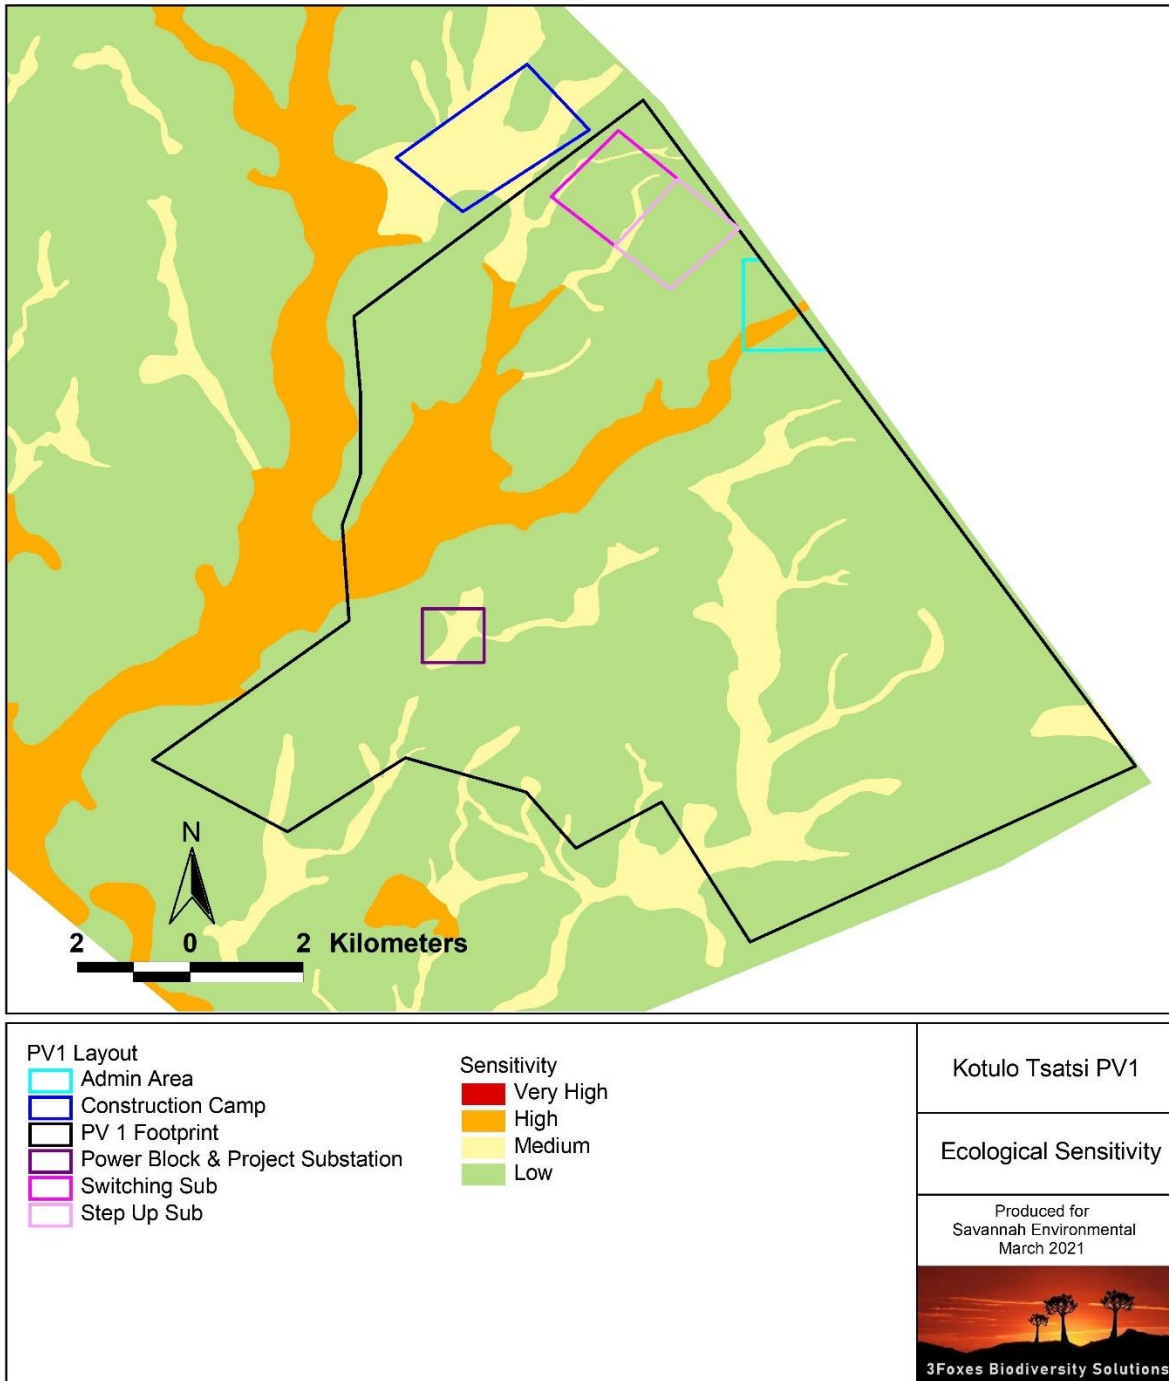 N
2 0 2 Kilometers
PV1 Layout
Admin Area
Construction Camp
PV 1 Footprint
Power Block & Project Substation
Switching Sub
Step Up Sub
Sensitivity
Very High
High
Medium
Low
Kotulo Tsatsi PV1
Ecological Sensitivity
Produced for
Savannah Environmental
March 2021
3Foxes Biodiversity Solutions